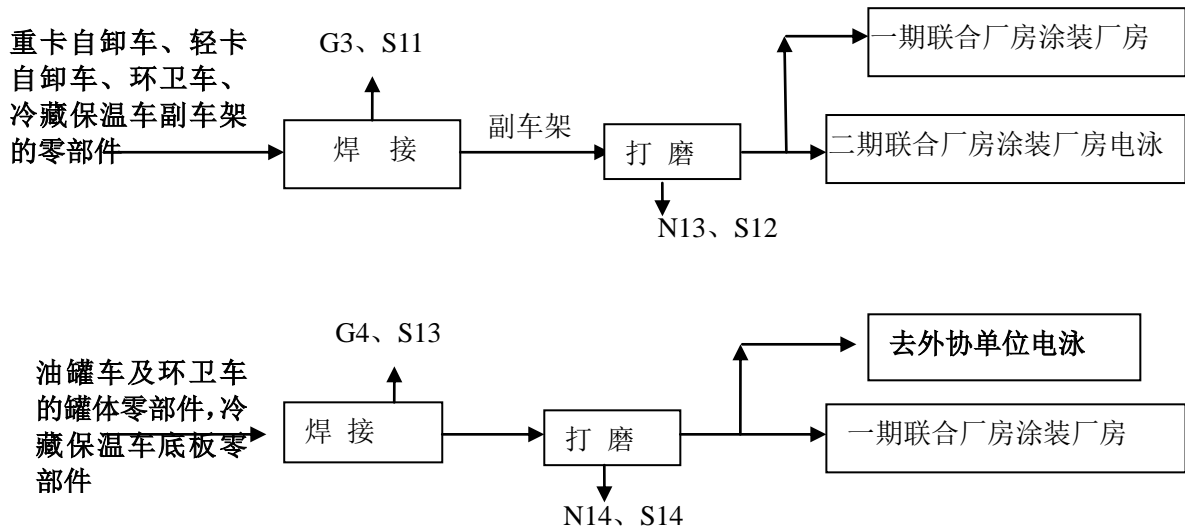 重卡自卸车、轻卡
自卸车、环卫车、
冷藏保温车副车架
的零部件
G3、S11
焊 接
副车架
打 磨
N13、S12
一期联合厂房涂装厂房
二期联合厂房涂装厂房电泳
油罐车及环卫车
的罐体零部件，冷
藏保温车底板零
部件
G4、S13
焊 接
打 磨
N14、S14
去外协单位电泳
一期联合厂房涂装厂房